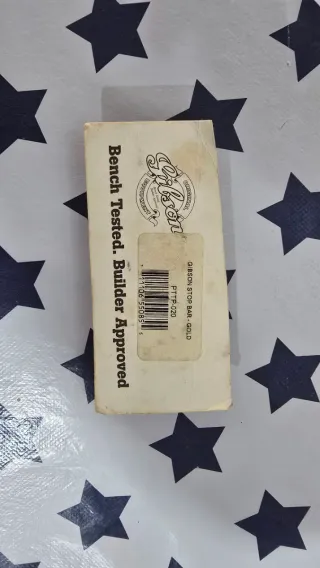 Gibson
Bench Tested. Builder Approved
GIBSON STOP BAR - GOLD
PTTP-020